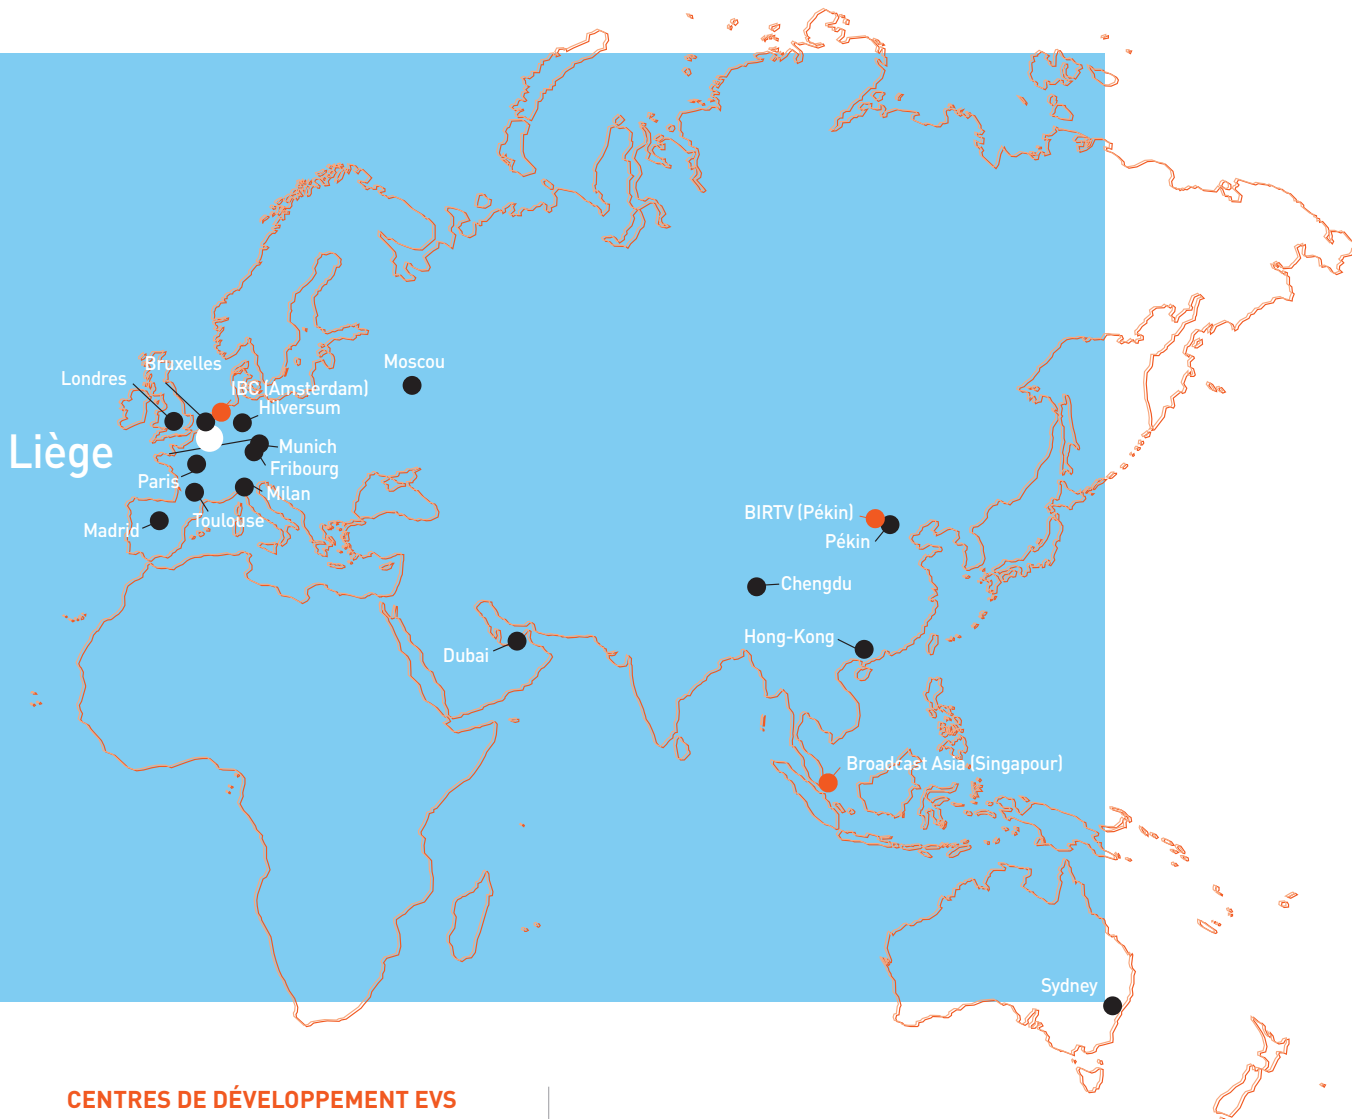 Moscou
Bruxelles
Londres
IBC (Amsterdam)
Hilversum
Liège
Munich
Fribourg
Paris
Milan
Toulouse
Madrid
BIRTV (Pékin)
Pékin
Chengdu
Hong-Kong
Dubai
Broadcast Asia (Singapour)
Sydney
CENTRES DE DÉVELOPPEMENT EVS